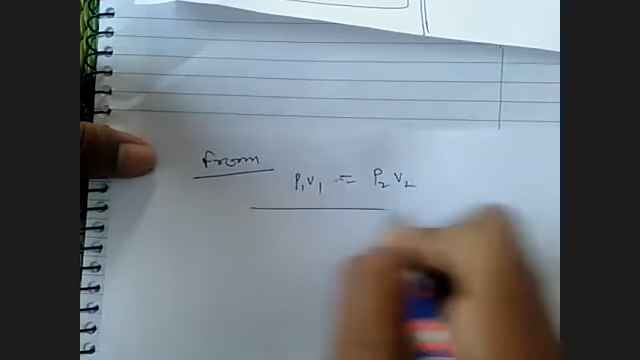 From
P₁V₁ = P₂V₂